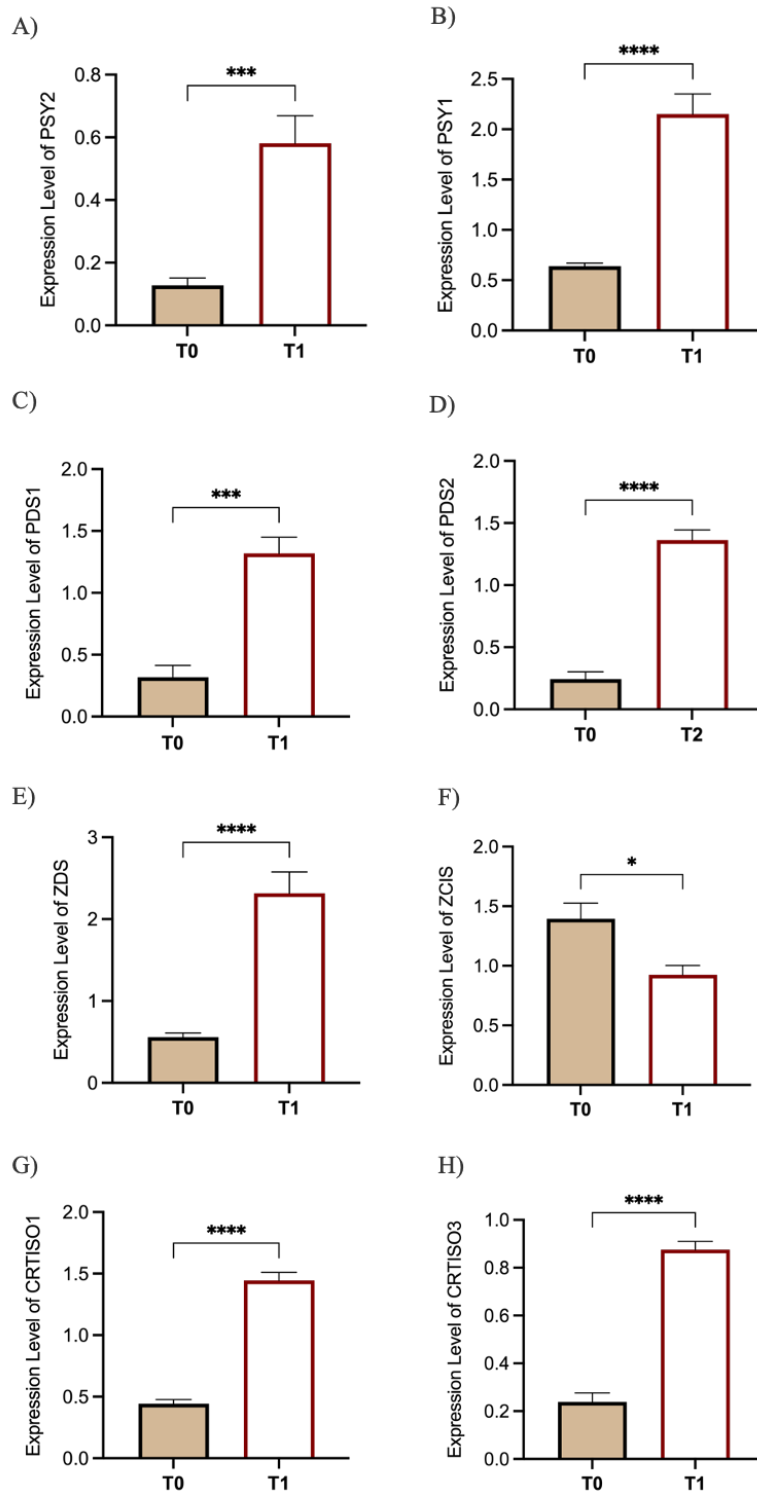 A)
Expression Level of PSY2
0.8
0.6
0.4
0.2
0.0
***
T0 T1
B)
Expression Level of PSY1
2.5
2.0
1.5
1.0
0.5
0.0
****
T0 T1
C)
Expression Level of PDS1
2.0
1.5
1.0
0.5
0.0
***
T0 T1
D)
Expression Level of PDS2
2.0
1.5
1.0
0.5
0.0
****
T0 T2
E)
Expression Level of ZDS
3
2
1
0
****
T0 T1
F)
Expression Level of ZCIS
2.0
1.5
1.0
0.5
0.0
*
T0 T1
G)
Expression Level of CRTISO1
2.0
1.5
1.0
0.5
0.0
****
T0 T1
H)
Expression Level of CRTISO3
1.0
0.8
0.6
0.4
0.2
0.0
****
T0 T1